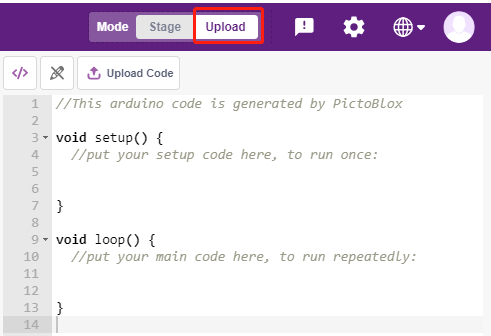 Mode Stage Upload
</> Upload Code
1 //This arduino code is generated by PictoBlox
2
3 void setup() {
4 //put your setup code here, to run once:
5
6
7 }
8
9 void loop() {
10 //put your main code here, to run repeatedly:
11
12
13 }
14